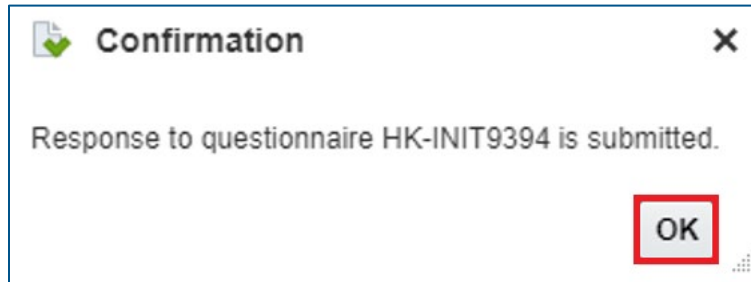 Confirmation
Response to questionnaire HK-INIT9394 is submitted.
OK